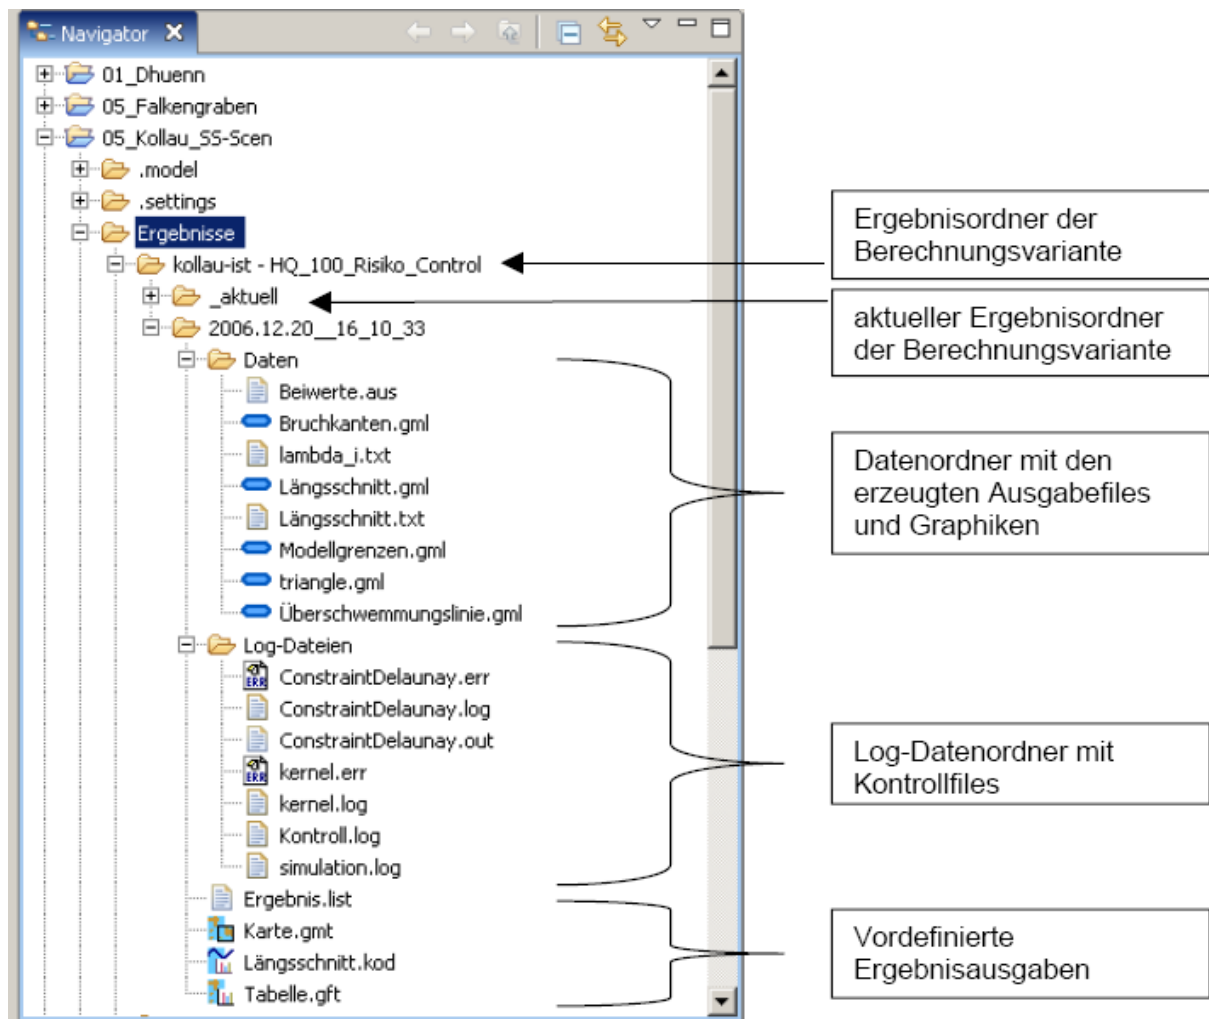 Navigator
01_Dhuenn
05_Falkengraben
05_Kollau_SS-Scen
.model
.settings
Ergebnisse
kollau-ist - HQ_100_Risiko_Control
_aktuell
2006.12.20__16_10_33
Daten
Beiwerte.aus
Bruchkanten.gml
lambda_i.txt
Längsschnitt.gml
Längsschnitt.txt
Modellgrenzen.gml
triangle.gml
Überschwemmungslinie.gml
Log-Dateien
ConstraintDelaunay.err
ConstraintDelaunay.log
ConstraintDelaunay.out
kernel.err
kernel.log
Kontroll.log
simulation.log
Ergebnis.list
Karte.gmt
Längsschnitt.kod
Tabelle.gft
Ergebnisordner der
Berechnungsvariante
aktueller Ergebnisordner
der Berechnungsvariante
Datenordner mit den
erzeugten Ausgabefiles
und Graphiken
Log-Datenordner mit
Kontrollfiles
Vordefinierte
Ergebnisausgaben
ERR
ERR